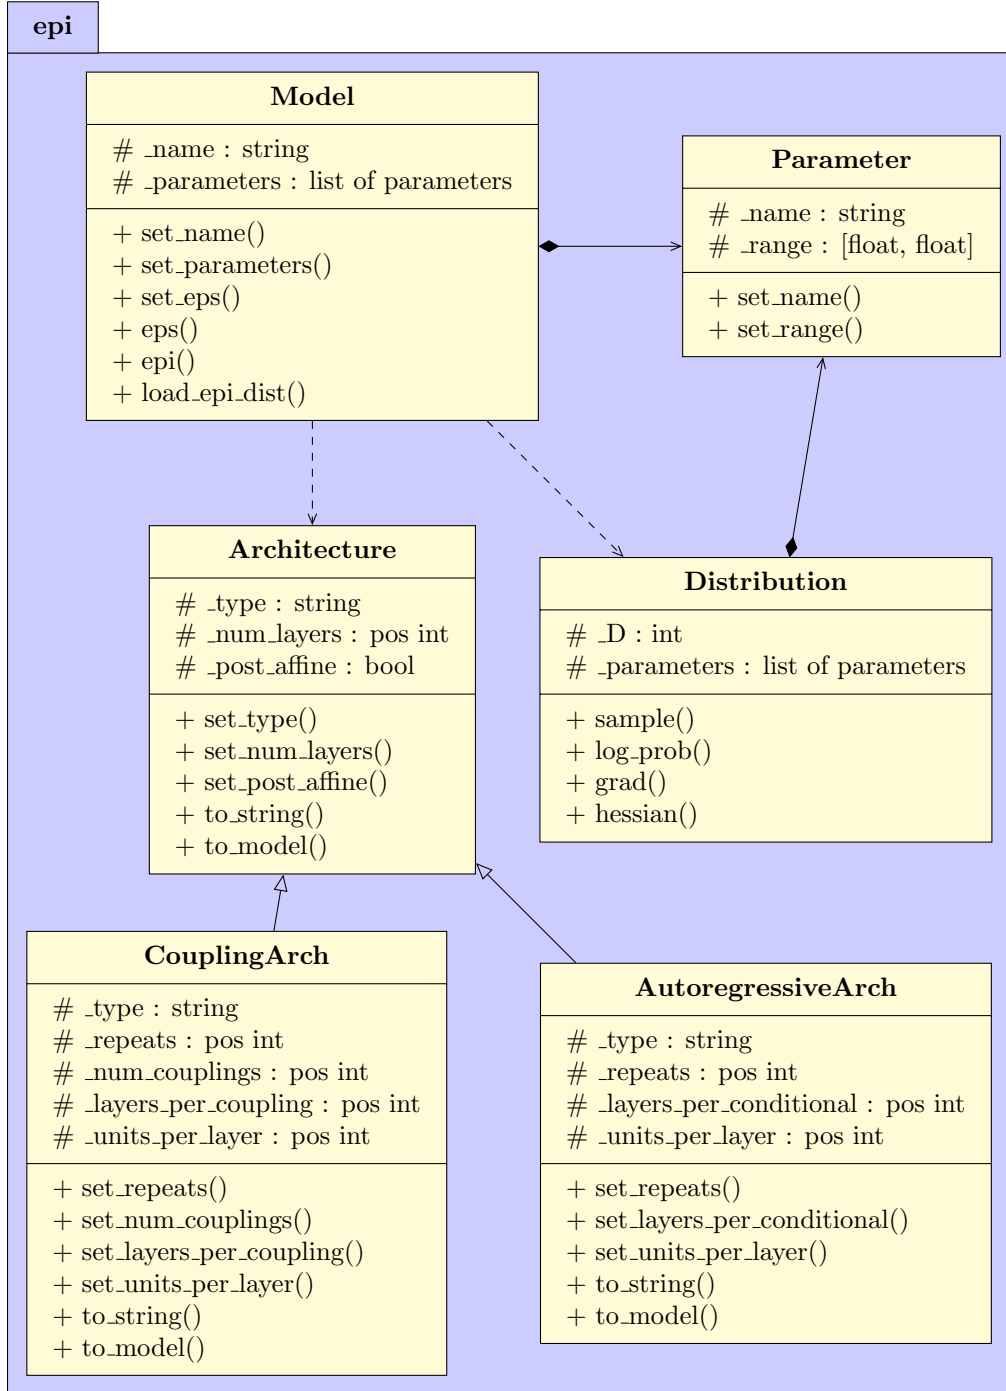 epi
Model
# _name : string
# _parameters : list of parameters
+ set_name()
+ set_parameters()
+ set_eps()
+ eps()
+ epi()
+ load_epi_dist()
Parameter
# _name : string
# _range : [float, float]
+ set_name()
+ set_range()
Architecture
# _type : string
# _num_layers : pos int
# _post_affine : bool
+ set_type()
+ set_num_layers()
+ set_post_affine()
+ to_string()
+ to_model()
Distribution
# _D : int
# _parameters : list of parameters
+ sample()
+ log_prob()
+ grad()
+ hessian()
CouplingArch
# _type : string
# _repeats : pos int
# _num_couplings : pos int
# _layers_per_coupling : pos int
# _units_per_layer : pos int
+ set_repeats()
+ set_num_couplings()
+ set_layers_per_coupling()
+ set_units_per_layer()
+ to_string()
+ to_model()
AutoregressiveArch
# _type : string
# _repeats : pos int
# _layers_per_conditional : pos int
# _units_per_layer : pos int
+ set_repeats()
+ set_layers_per_conditional()
+ set_units_per_layer()
+ to_string()
+ to_model()